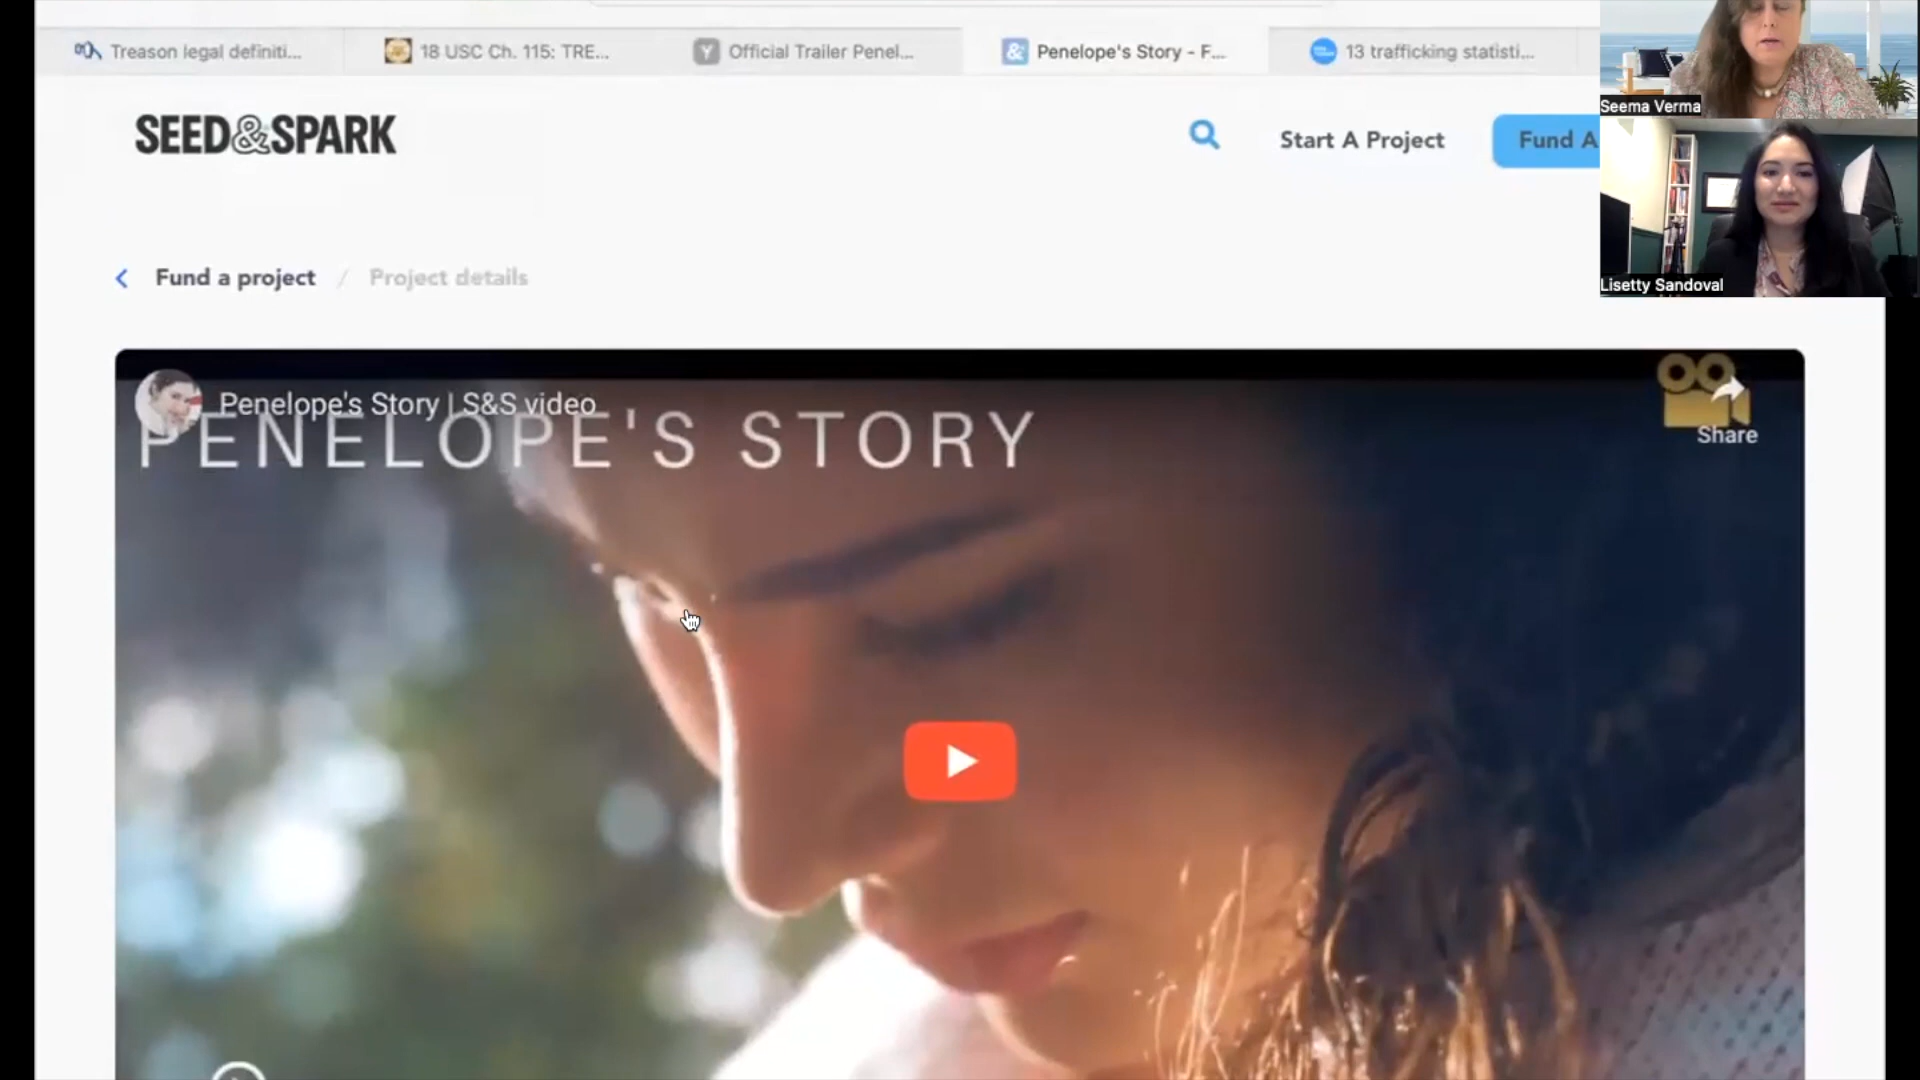 Treason legal definiti...
18 USC Ch. 115: TRE...
Y
Official Trailer Penel...
&
Penelope's Story - F...
13 trafficking statisti...
Seema Verma
SEED&SPARK
Start A Project
Fund A
Lisetty Sandoval
Fund a project / Project details
Penelope's Story | S&S video
PENELOPE'S STORY
Share